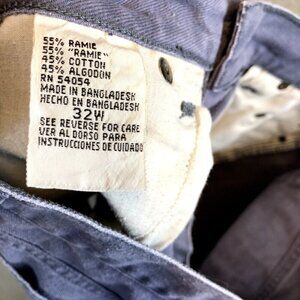 55% RAMIE
55% "RAMIE"
45% COTTON
45% ALGODON
RN 54054
MADE IN BANGLADESH
HECHO EN BANGLADESH
32W
SEE REVERSE FOR CARE
VER AL DORSO PARA
INSTRUCCIONES DE CUIDADO